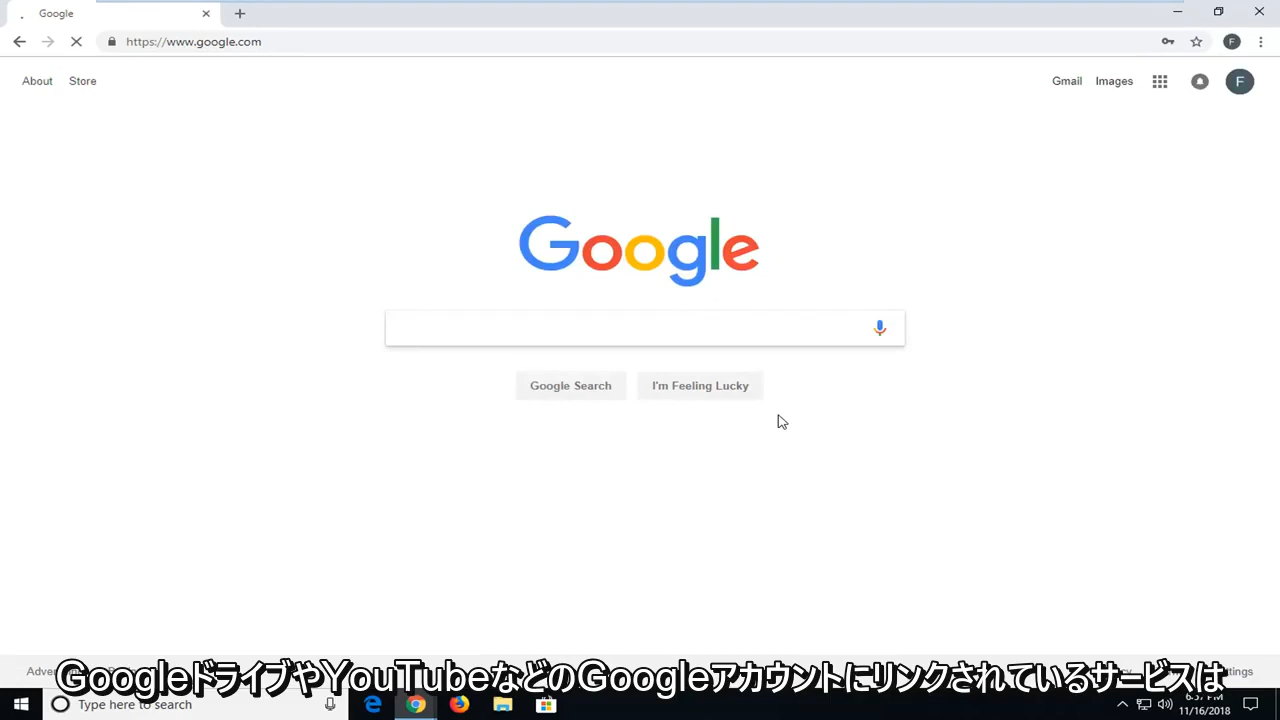 Google
https://www.google.com
F
About Store Gmail Images F
Google
Google Search I'm Feeling Lucky
GoogleドライブやYouTubeなどのGoogleアカウントにリンクされているサービスは
Type here to search
11/16/2018